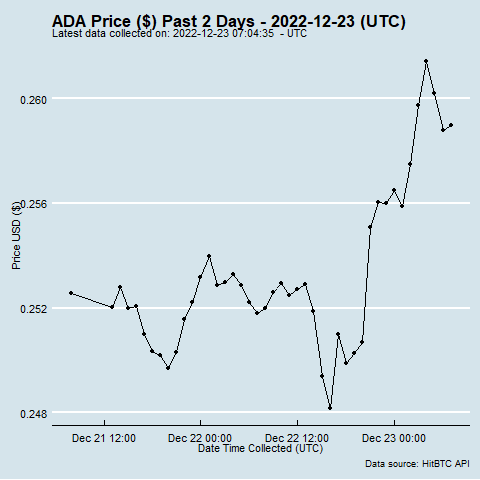 ADA Price ($) Past 2 Days - 2022-12-23 (UTC)
Latest data collected on: 2022-12-23 07:04:35 - UTC
0.260
0.256
0.252
0.248
Price USD ($)
Dec 21 12:00 Dec 22 00:00 Dec 22 12:00 Dec 23 00:00
Date Time Collected (UTC)
Data source: HitBTC API